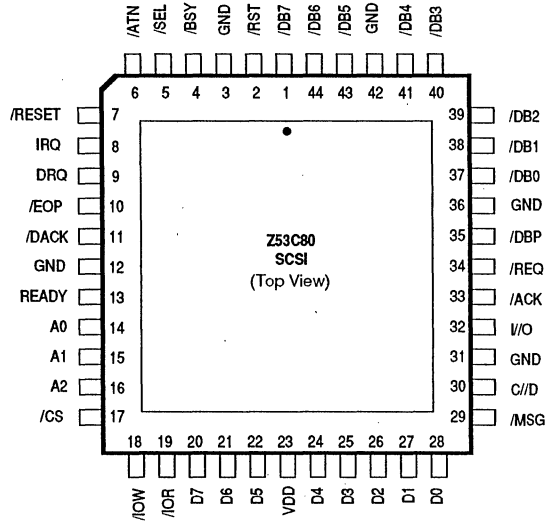 /ATN
/SEL
/BSY
GND
/RST
/DB7
/DB6
/DB5
GND
/DB4
/DB3
6 5 4 3 2 1 44 43 42 41 40
/RESET 7
IRQ 8
DRQ 9
/EOP 10
/DACK 11
GND 12
READY 13
A0 14
A1 15
A2 16
/CS 17
Z53C80
SCSI
(Top View)
39 /DB2
38 /DB1
37 /DB0
36 GND
35 /DBP
34 /REQ
33 /ACK
32 I//O
31 GND
30 C//D
29 /MSG
18 19 20 21 22 23 24 25 26 27 28
/IOW
/IOR
D7
D6
D5
VDD
D4
D3
D2
D1
D0